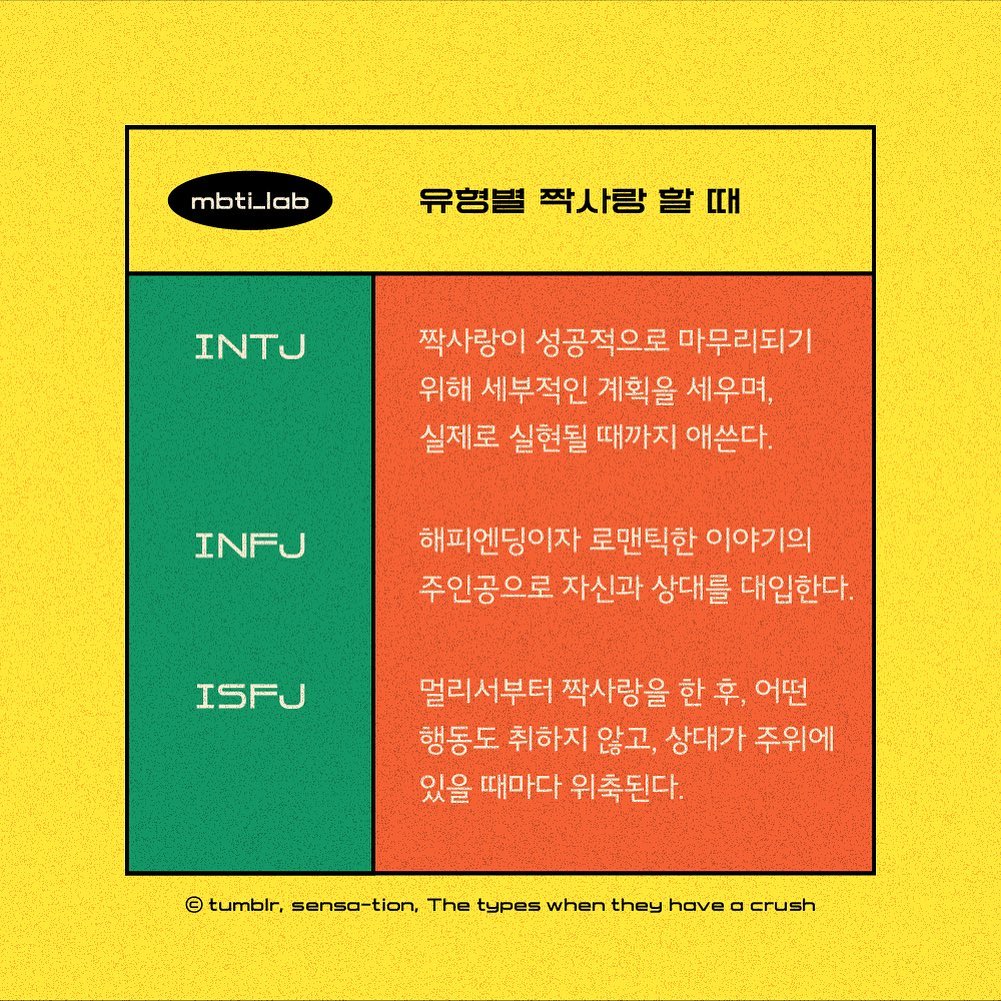 mbti_lab
유형별 짝사랑 할 때
INTJ
짝사랑이 성공적으로 마무리되기
위해 세부적인 계획을 세우며,
실제로 실현될 때까지 애쓴다.
INFJ
해피엔딩이자 로맨틱한 이야기의
주인공으로 자신과 상대를 대입한다.
ISFJ
멀리서부터 짝사랑을 한 후, 어떤
행동도 취하지 않고, 상대가 주위에
있을 때마다 위축된다.
© tumblr, sensa-tion, The types when they have a crush